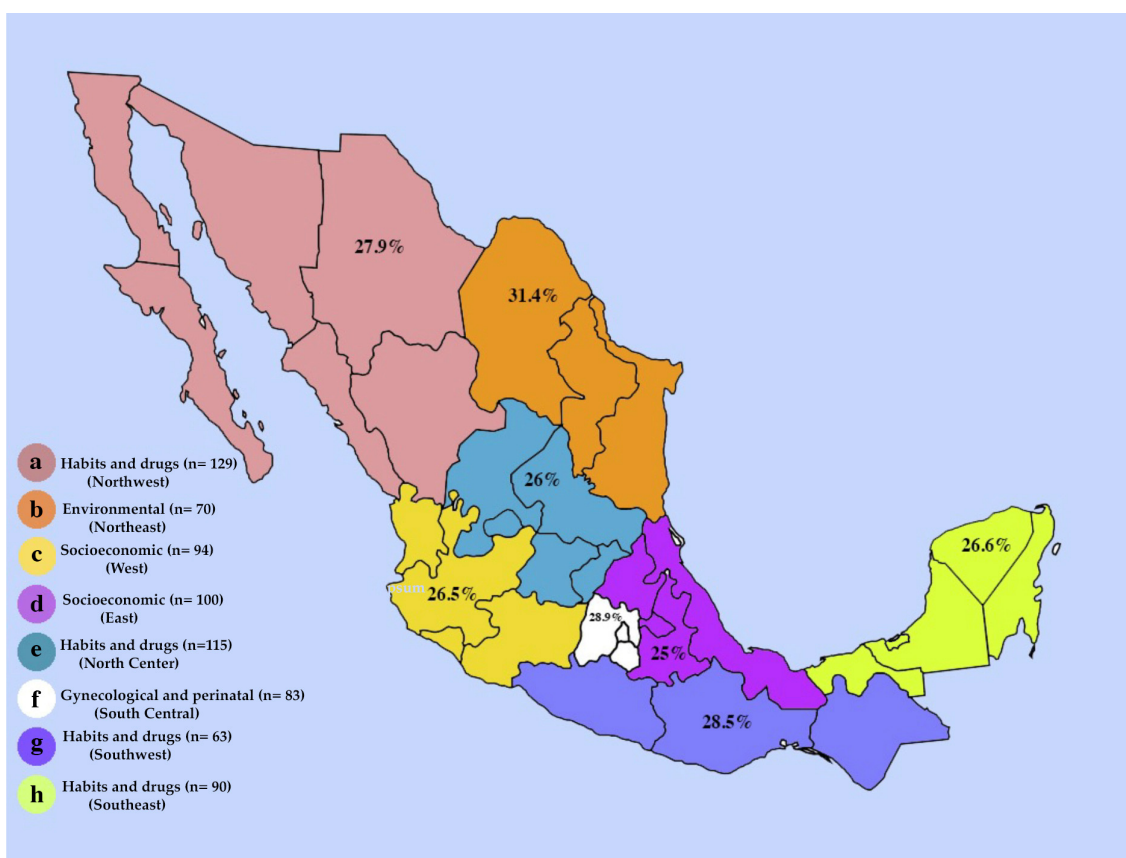 27.9%
31.4%
26%
26.6%
26.5%
28.9%
25%
28.5%
a Habits and drugs (n= 129)
(Northwest)
b Environmental (n= 70)
(Northeast)
c Socioeconomic (n= 94)
(West)
d Socioeconomic (n= 100)
(East)
e Habits and drugs (n=115)
(North Center)
f Gynecological and perinatal (n= 83)
(South Central)
g Habits and drugs (n= 63)
(Southwest)
h Habits and drugs (n= 90)
(Southeast)